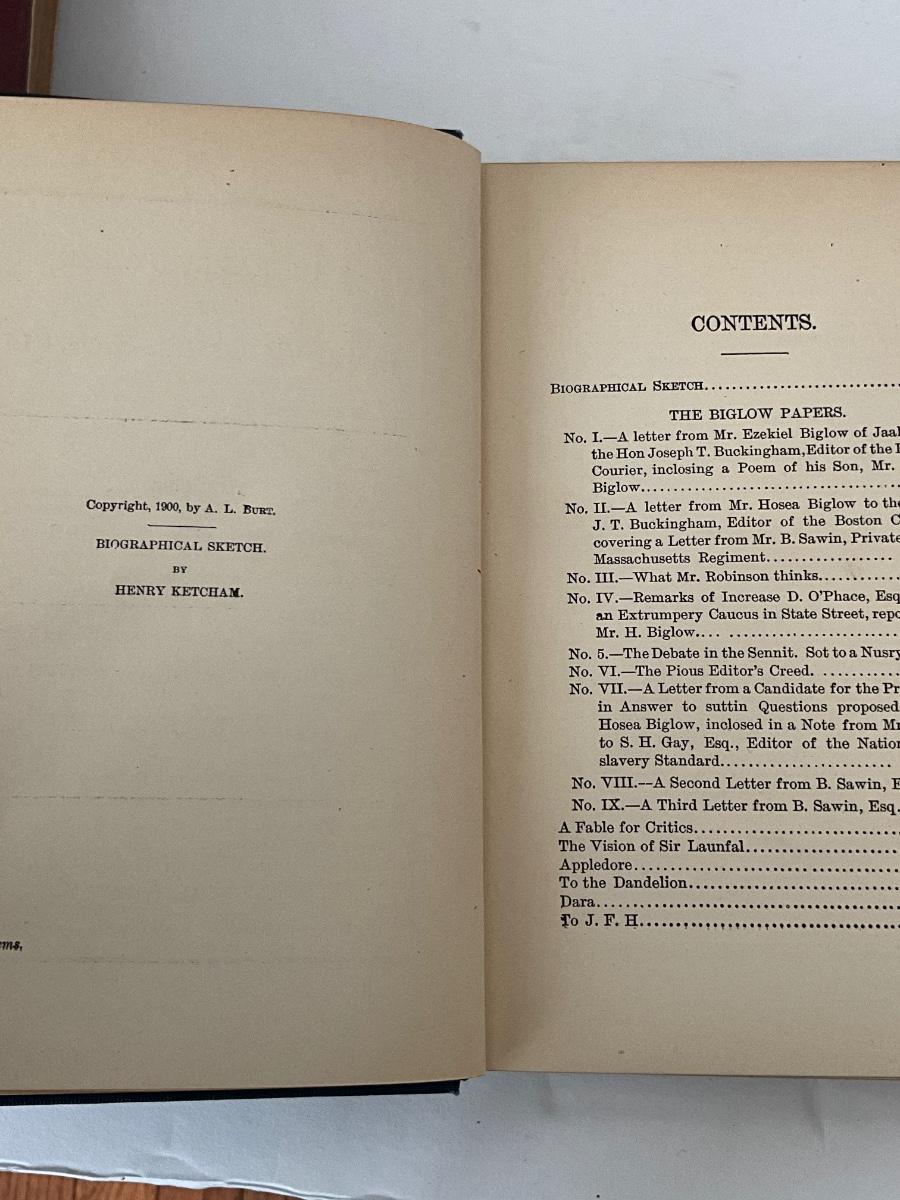 Copyright, 1900, by A. L. BURT.
BIOGRAPHICAL SKETCH.
BY
HENRY KETCHAM.
CONTENTS.
BIOGRAPHICAL SKETCH
THE BIGLOW PAPERS.
No. I.—A letter from Mr. Ezekiel Biglow of
the Hon Joseph T. Buckingham,Editor of the
Courier, inclosing a Poem of his Son, Mr.
Biglow
No. II.—A letter from Mr. Hosea Biglow to the
J. T. Buckingham, Editor of the Boston
covering a Letter from Mr. B. Sawin, Private
Massachusetts Regiment
No. III.—What Mr. Robinson thinks
No. IV.—Remarks of Increase D. O'Phace, Esq
an Extrumpery Caucus in State Street,
Mr. H. Biglow
No. 5.—The Debate in the Sennit. Sot to a Nusry
No. VI.—The Pious Editor's Creed.
No. VII.—A Letter from a Candidate for the
in Answer to suttin Questions proposed
Hosea Biglow, inclosed in a Note from
to S. H. Gay, Esq., Editor of the
slavery Standard
No. VIII.--A Second Letter from B. Sawin,
No. IX.—A Third Letter from B. Sawin, Esq.
A Fable for Critics
The Vision of Sir Launfal
Appledore
To the Dandelion
Dara
To J. F. H.